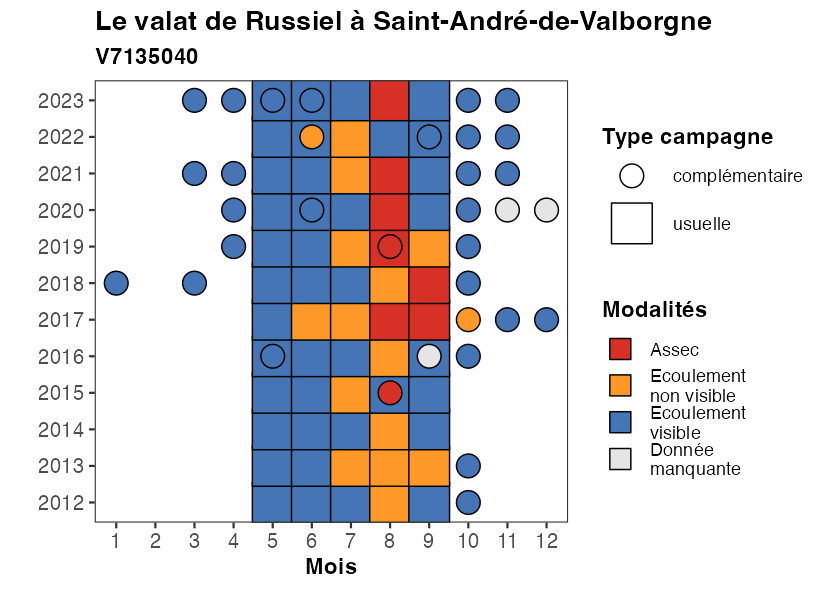 Le valat de Russiel à Saint-André-de-Valborgne
V7135040
2023
2022
2021
2020
2019
2018
2017
2016
2015
2014
2013
2012
1 2 3 4 5 6 7 8 9 10 11 12
Mois
Type campagne
complémentaire
usuelle
Modalités
Assec
Ecoulement
non visible
Ecoulement
visible
Donnée
manquante